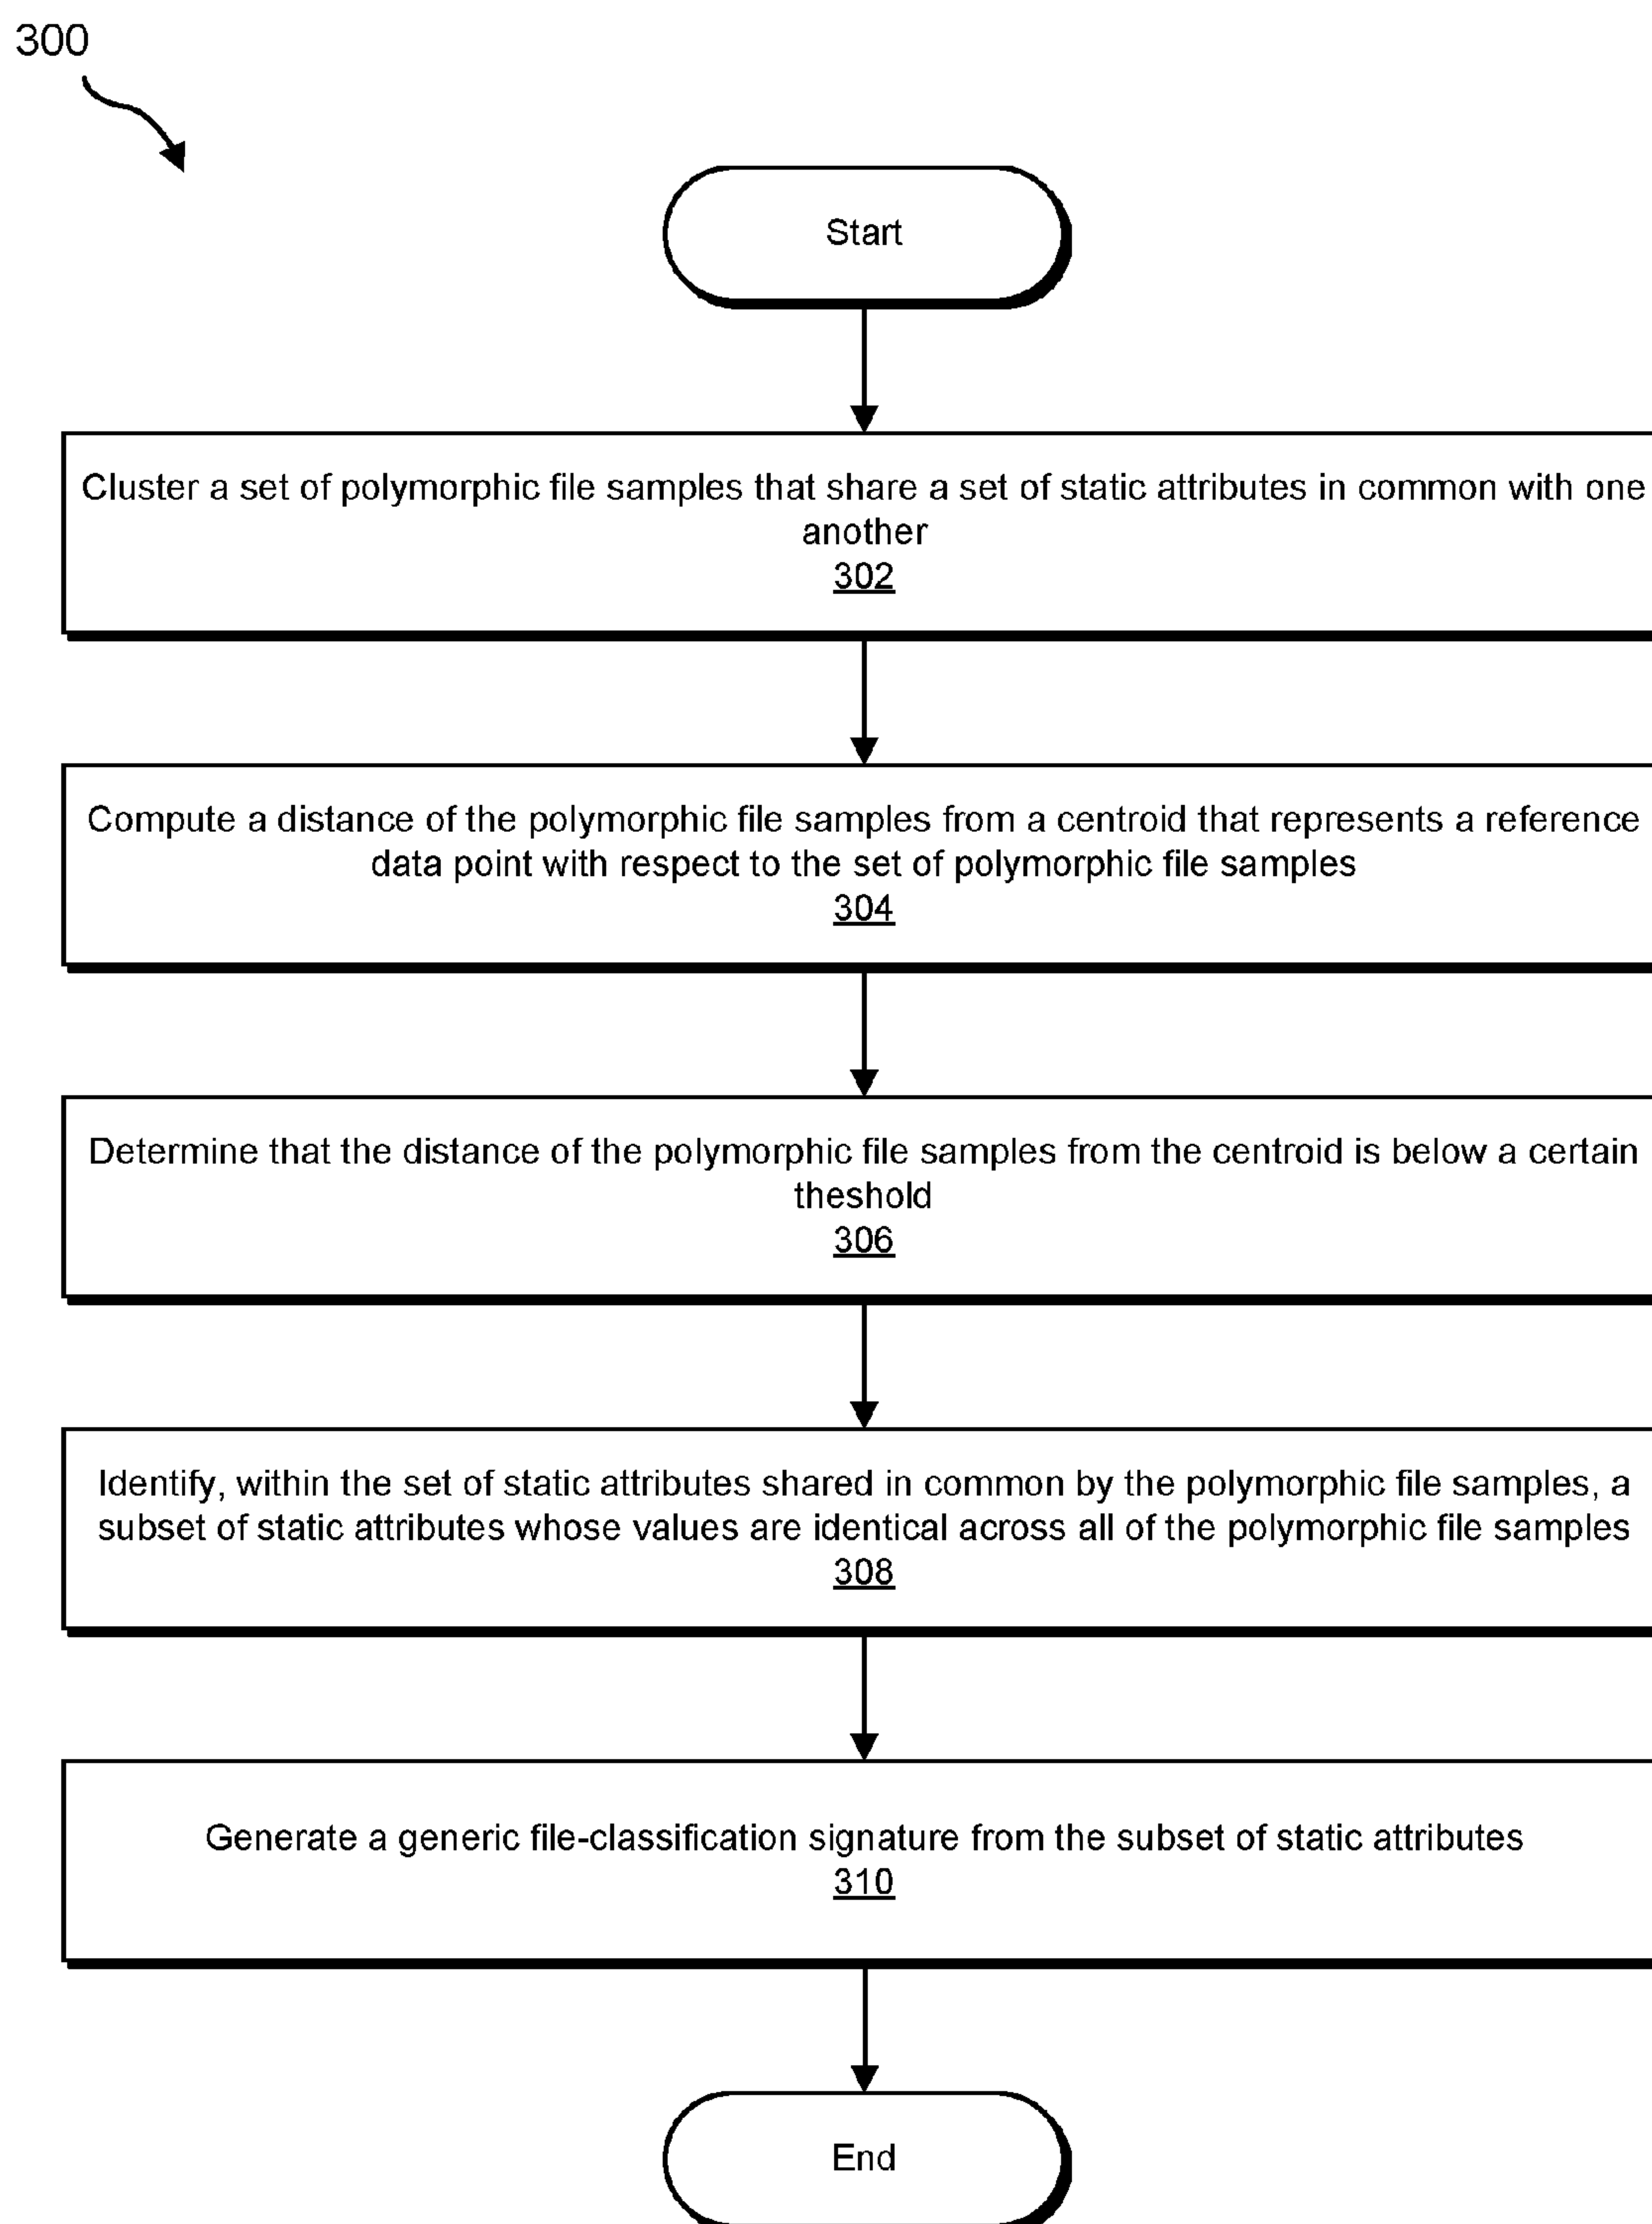 300
Start
Cluster a set of polymorphic file samples that share a set of static attributes in common with one
another
302
Compute a distance of the polymorphic file samples from a centroid that represents a reference
data point with respect to the set of polymorphic file samples
304
Determine that the distance of the polymorphic file samples from the centroid is below a certain
theshold
306
Identify, within the set of static attributes shared in common by the polymorphic file samples, a
subset of static attributes whose values are identical across all of the polymorphic file samples
308
Generate a generic file-classification signature from the subset of static attributes
310
End